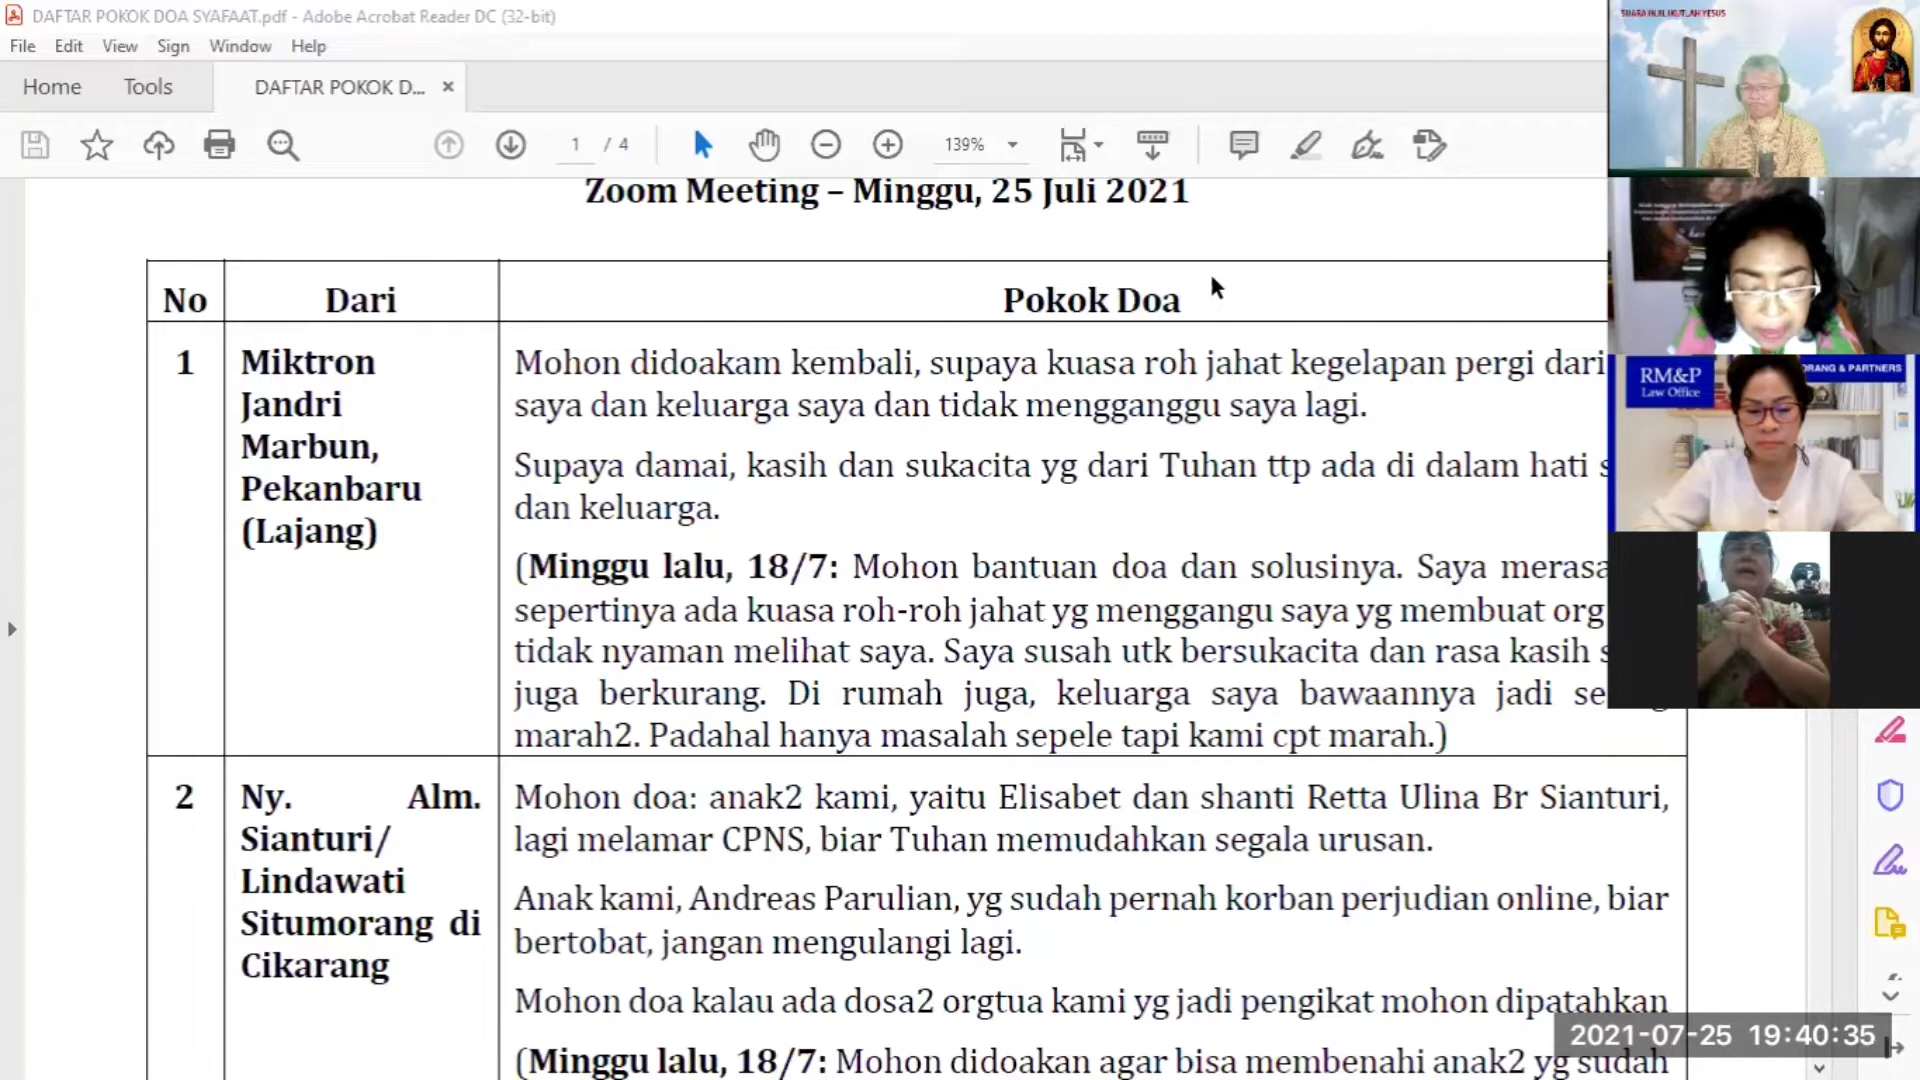 DAFTAR POKOK DOA SYAFAAT.pdf - Adobe Acrobat Reader DC (32-bit)
File Edit View Sign Window Help
Home Tools DAFTAR POKOK D... ×
1 / 4 139%
Zoom Meeting – Minggu, 25 Juli 2021
No Dari Pokok Doa
1
Miktron
Jandri
Marbun,
Pekanbaru
(Lajang)
Mohon didoakam kembali, supaya kuasa roh jahat kegelapan pergi dari
saya dan keluarga saya dan tidak mengganggu saya lagi.
Supaya damai, kasih dan sukacita yg dari Tuhan ttp ada di dalam hati s
dan keluarga.
(Minggu lalu, 18/7: Mohon bantuan doa dan solusinya. Saya merasa
sepertinya ada kuasa roh-roh jahat yg menggangu saya yg membuat org
tidak nyaman melihat saya. Saya susah utk bersukacita dan rasa kasih s
juga berkurang. Di rumah juga, keluarga saya bawaannya jadi se
marah2. Padahal hanya masalah sepele tapi kami cpt marah.)
2
Ny. Alm.
Sianturi/
Lindawati
Situmorang di
Cikarang
Mohon doa: anak2 kami, yaitu Elisabet dan shanti Retta Ulina Br Sianturi,
lagi melamar CPNS, biar Tuhan memudahkan segala urusan.
Anak kami, Andreas Parulian, yg sudah pernah korban perjudian online, biar
bertobat, jangan mengulangi lagi.
Mohon doa kalau ada dosa2 orgtua kami yg jadi pengikat mohon dipatahkan
(Minggu lalu, 18/7: Mohon didoakan agar bisa membenahi anak2 yg sudah
RM&P
Law Office
ORANG & PARTNERS
2021-07-25 19:40:35